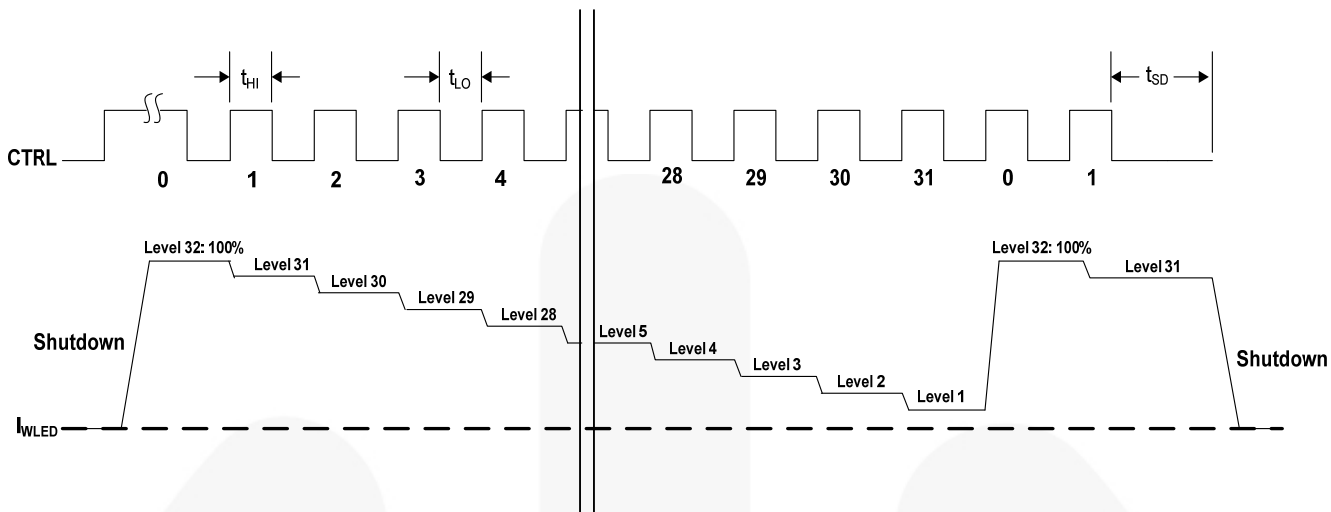 tHI
tLO
tSD
CTRL
0 1 2 3 4 28 29 30 31 0 1
Level 32: 100%
Level 31
Level 30
Level 29
Level 28
Level 5
Level 4
Level 3
Level 2
Level 1
Level 32: 100%
Level 31
Shutdown
Shutdown
IWLED